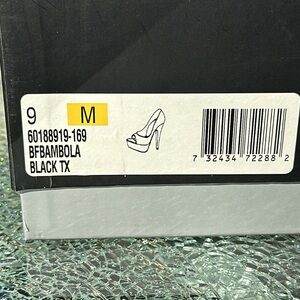 9 M
60188919-169
BFBAMBOLA
BLACK TX
7 32434 72288 2